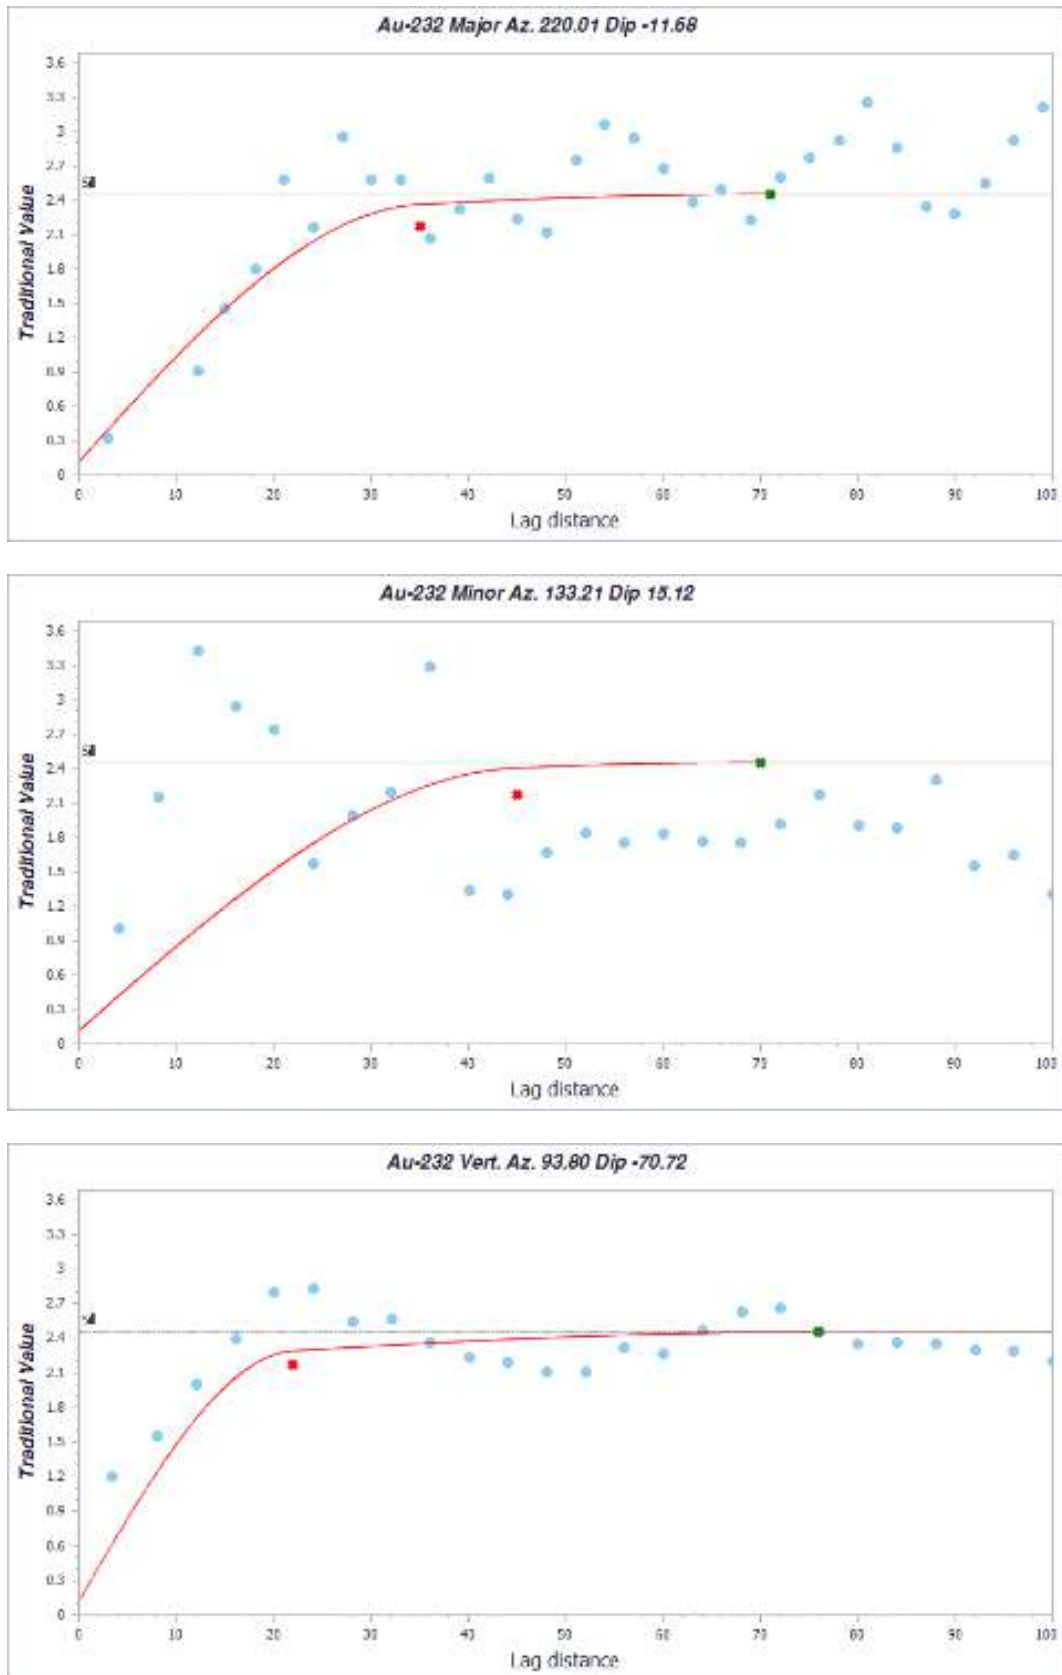 Au-232 Major Az. 220.01 Dip -11.68
3.6
3.3
3
2.7
Sill
2.4
2.1
1.8
1.5
1.2
0.9
0.6
0.3
0
Traditional Value
0 10 20 30 40 50 60 70 80 90 100
Lag distance
Au-232 Minor Az. 133.21 Dip 15.12
3.6
3.3
3
2.7
Sill
2.4
2.1
1.8
1.5
1.2
0.9
0.6
0.3
0
Traditional Value
0 10 20 30 40 50 60 70 80 90 100
Lag distance
Au-232 Vert. Az. 93.80 Dip -70.72
3.6
3.3
3
2.7
Sill
2.4
2.1
1.8
1.5
1.2
0.9
0.6
0.3
0
Traditional Value
0 10 20 30 40 50 60 70 80 90 100
Lag distance